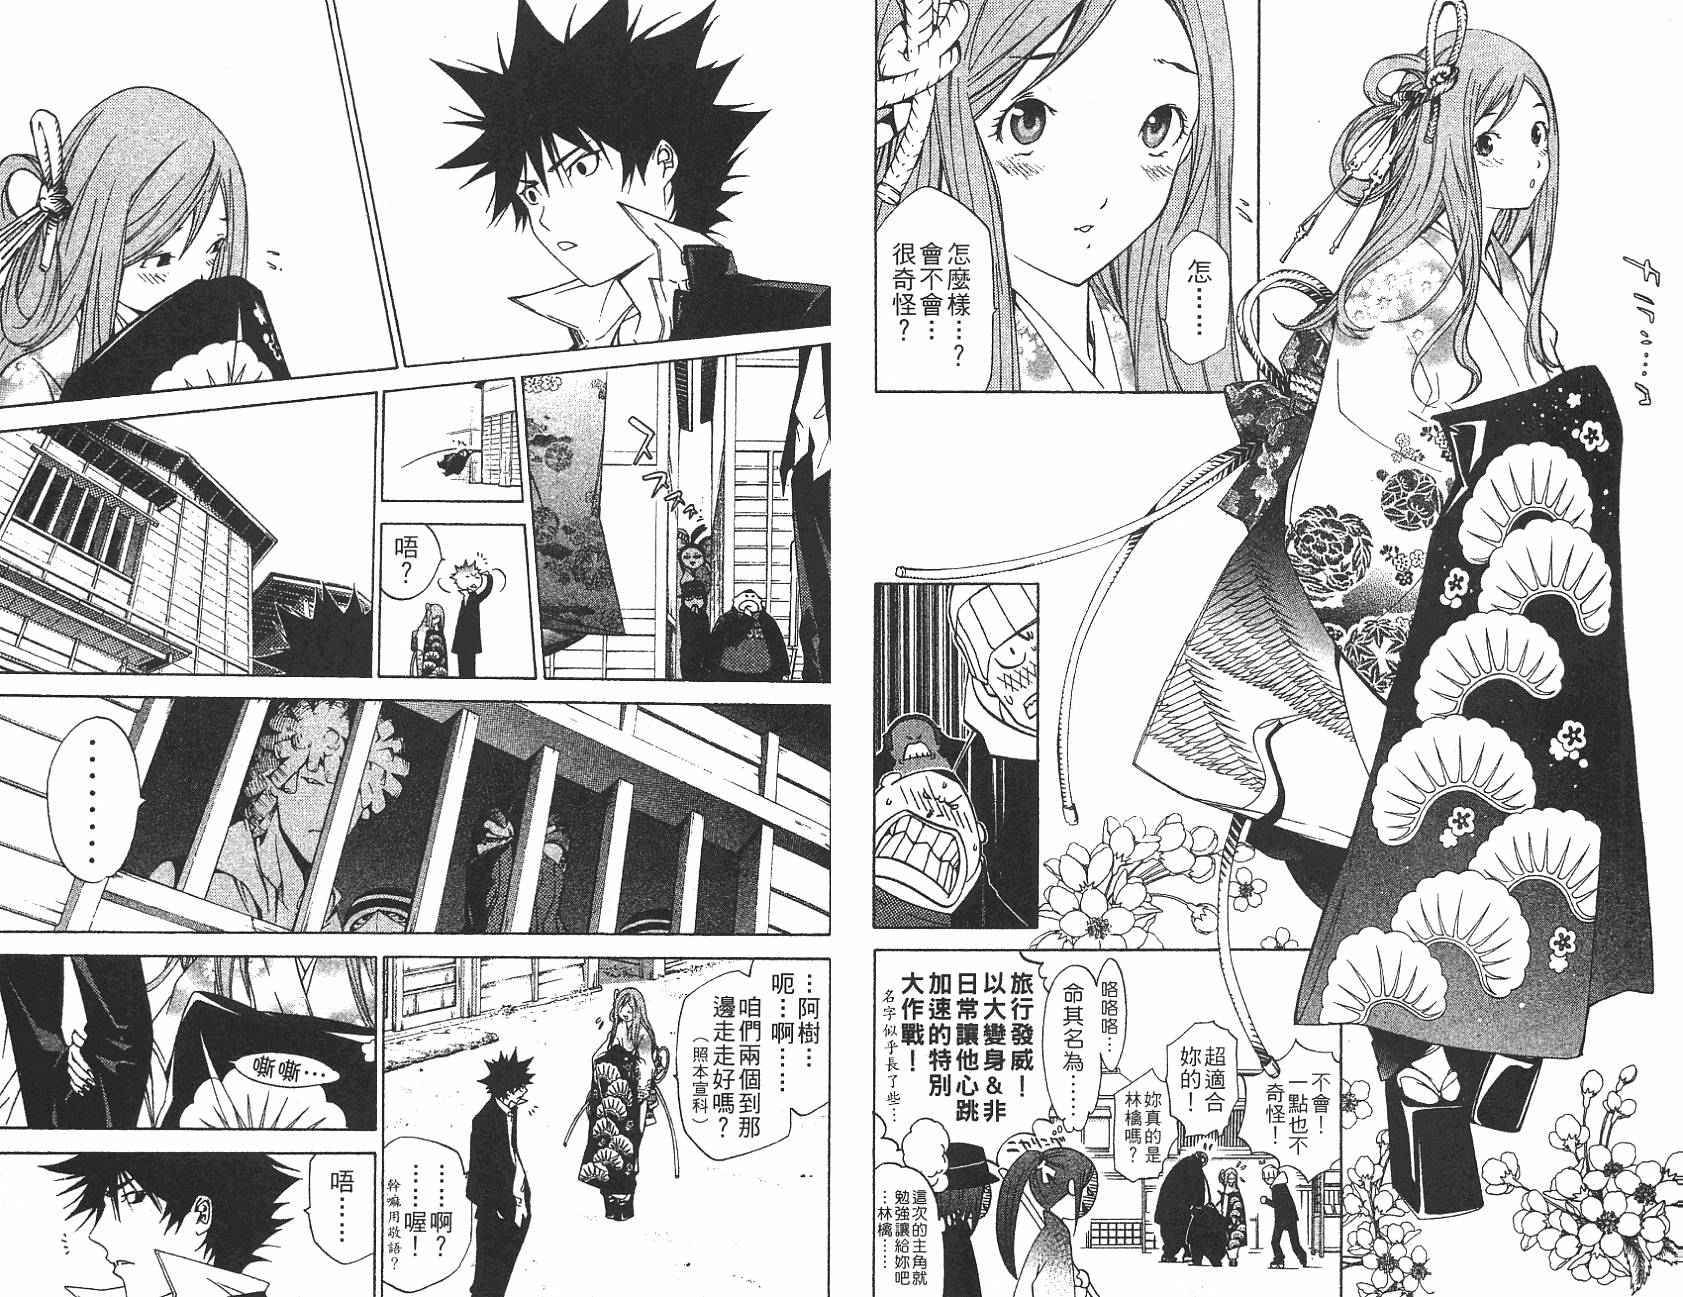 怎……
怎麼樣…?
會不會…
很奇怪?
不會!
一點也不
奇怪!
超適合
妳的!
妳真的是
林檎嗎?
咯咯咯…
命其名為……
旅行發威!
以大變身&非
日常讓他心跳
加速的特別
大作戰!
名字似乎長了些…
這次的主角就
勉強讓給妳吧
…林檎……
唔?
………
…阿樹…
呃…啊……
咱們兩個到那
邊走走好嗎?
(照本宣科)
……啊?
……喔!
幹嘛用敬語?
嘶嘶…
唔……